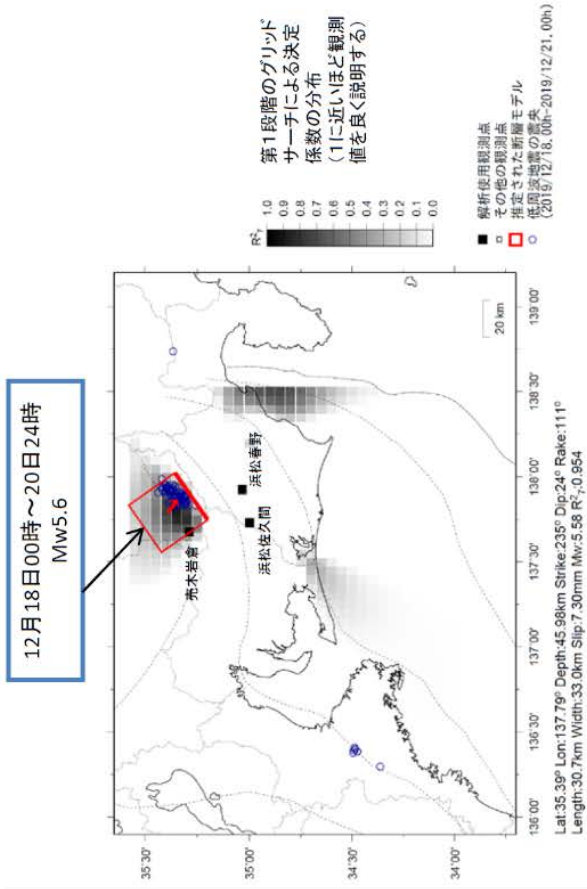 12月18日00時～20日24時
Mw5.6
第1段階のグリッド
サーチによる決定
係数の分布
(1に近いほど観測
値を良く説明する)
R²₇
1.0
0.9
0.8
0.7
0.6
0.5
0.4
0.3
0.2
0.1
0.0
解析使用観測点
その他の観測点
推定された断層モデル
低周波地震の震央
(2019/12/18,00h-2019/12/21,00h)
売木岩倉
浜松佐久間
浜松春野
20 km
35°30'
35°00'
34°30'
34°00'
136°00'
136°30'
137°00'
137°30'
138°00'
138°30'
139°00'
Lat:35.39° Lon:137.79° Depth:45.98km Strike:235° Dip:24° Rake:111°
Length:30.7km Width:33.0km Slip:7.30mm Mw:5.58 R²₇:0.954